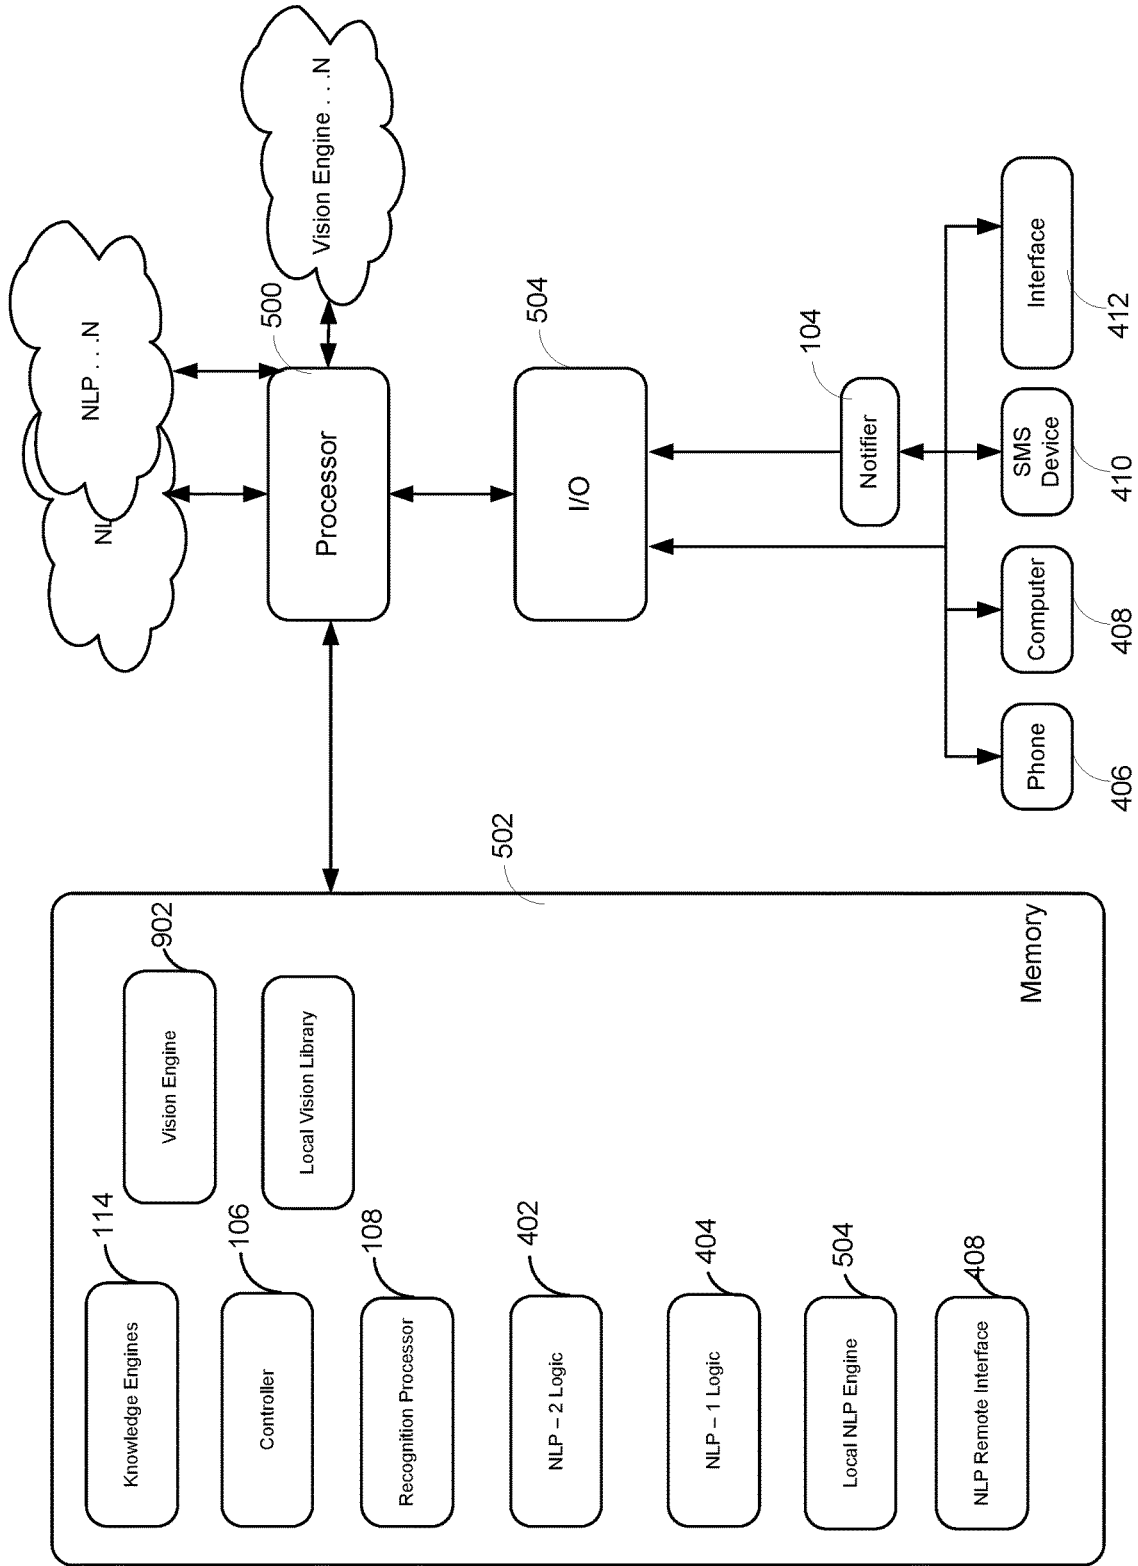 Knowledge Engines
114
Controller
106
Recognition Processor
108
NLP – 2 Logic
402
NLP – 1 Logic
404
Local NLP Engine
504
NLP Remote Interface
408
Vision Engine
902
Local Vision Library
Memory
502
NL
NLP . . . N
Vision Engine . . . N
Processor
500
I/O
504
Notifier
104
Phone
406
Computer
408
SMS
Device
410
Interface
412